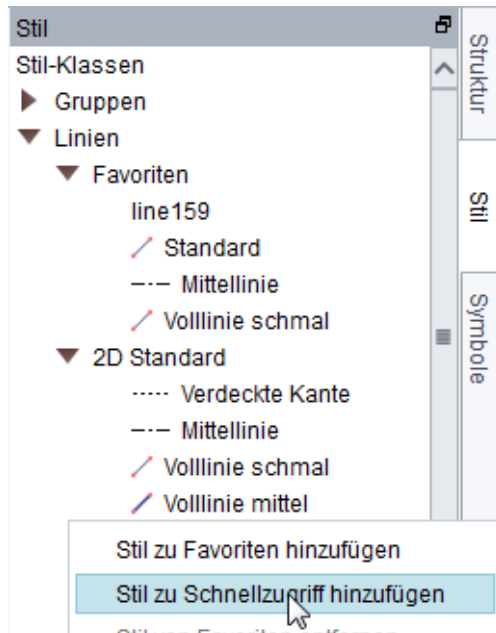 Stil
Stil-Klassen
Gruppen
Linien
Favoriten
line159
Standard
Mittellinie
Volllinie schmal
2D Standard
Verdeckte Kante
Mittellinie
Volllinie schmal
Volllinie mittel
Stil zu Favoriten hinzufügen
Stil zu Schnellzugriff hinzufügen
Struktur
Stil
Symbole